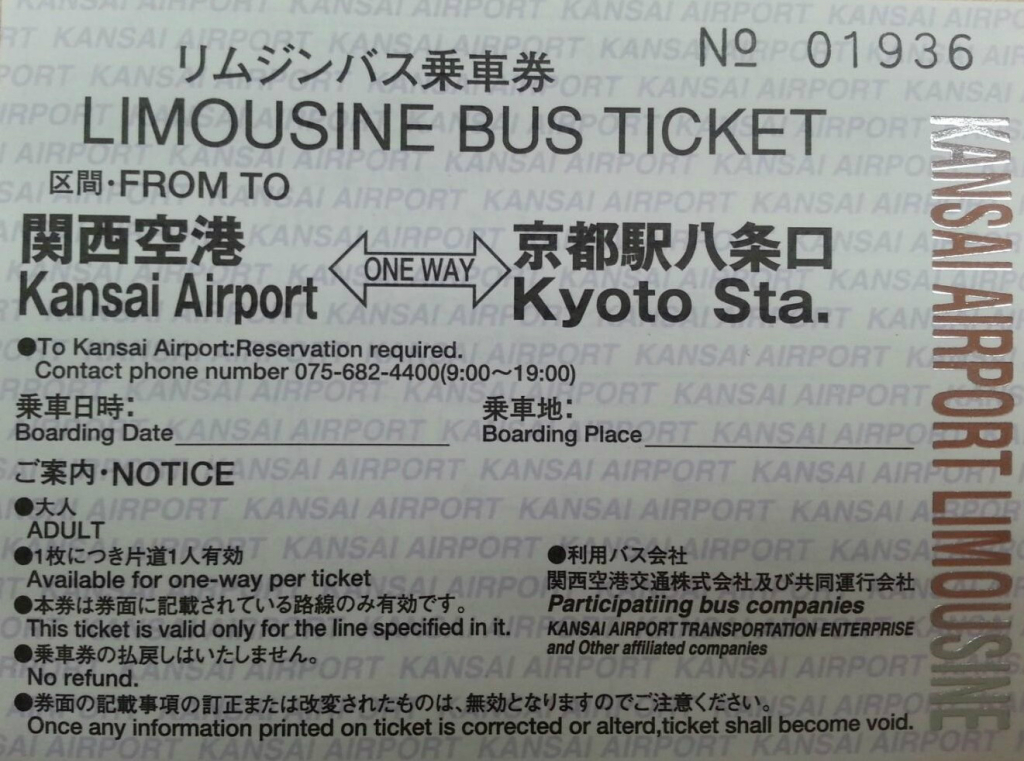 リムジンバス乗車券
№ 01936
LIMOUSINE BUS TICKET
区間・FROM TO
関西空港
Kansai Airport
ONE WAY
京都駅八条口
Kyoto Sta.
●To Kansai Airport:Reservation required.
Contact phone number 075-682-4400(9:00〜19:00)
乗車日時:
Boarding Date
乗車地:
Boarding Place
ご案内・NOTICE
●大人
ADULT
●1枚につき片道1人有効
Available for one-way per ticket
●本券は券面に記載されている路線のみ有効です。
This ticket is valid only for the line specified in it.
●乗車券の払戻しはいたしません。
No refund.
●券面の記載事項の訂正または改変されたものは、無効となりますのでご注意ください。
Once any information printed on ticket is corrected or alterd,ticket shall become void.
●利用バス会社
関西空港交通株式会社及び共同運行会社
Participatiing bus companies
KANSAI AIRPORT TRANSPORTATION ENTERPRISE
and Other affiliated companies
KANSAI AIRPORT LIMOUSINE